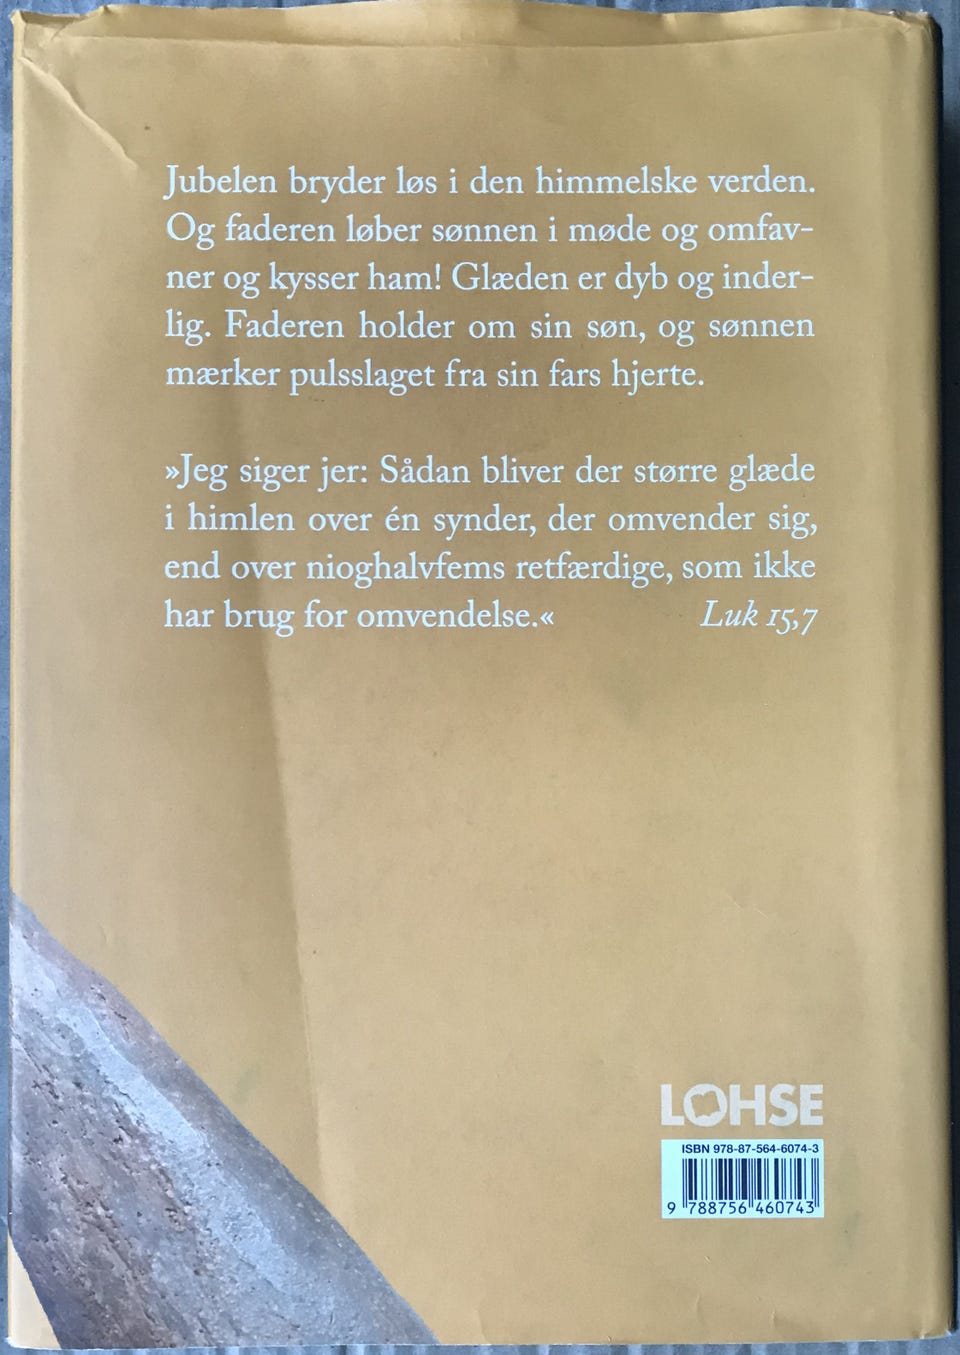 Jubelen bryder løs i den himmelske verden.
Og faderen løber sønnen i møde og omfav-
ner og kysser ham! Glæden er dyb og inder-
lig. Faderen holder om sin søn, og sønnen
mærker pulsslaget fra sin fars hjerte.
»Jeg siger jer: Sådan bliver der større glæde
i himlen over én synder, der omvender sig,
end over nioghalvfems retfærdige, som ikke
har brug for omvendelse.« Luk 15,7
LOHSE
ISBN 978-87-564-6074-3
9 788756 460743